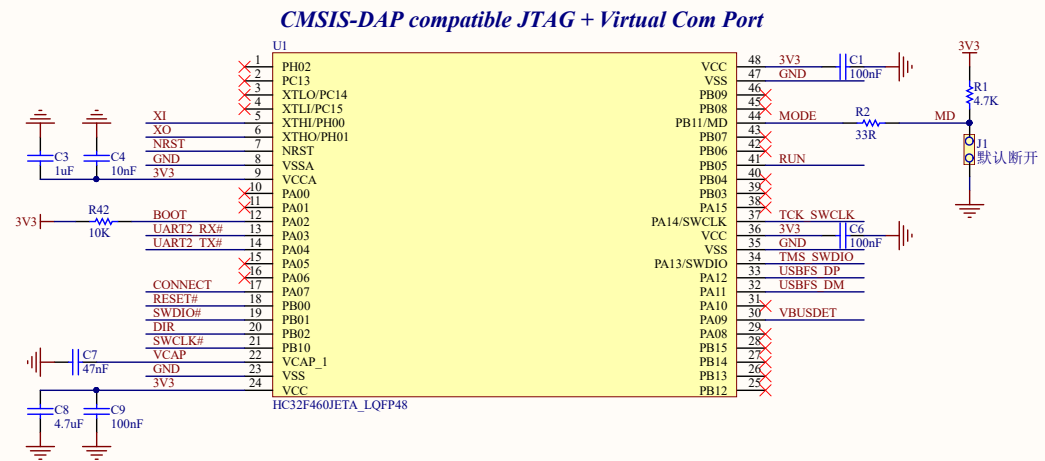 CMSIS-DAP compatible JTAG + Virtual Com Port
U1
1 PH02
2 PC13
3 XTLO/PC14
4 XTLI/PC15
XI 5 XTHI/PH00
XO 6 XTHO/PH01
NRST 7 NRST
GND 8 VSSA
3V3 9 VCCA
10 PA00
11 PA01
BOOT 12 PA02
UART2_RX# 13 PA03
UART2_TX# 14 PA04
15 PA05
16 PA06
CONNECT 17 PA07
RESET# 18 PB00
SWDIO# 19 PB01
DIR 20 PB02
SWCLK# 21 PB10
VCAP 22 VCAP_1
GND 23 VSS
3V3 24 VCC
C3
1uF
C4
10nF
3V3
R42
10K
C7
47nF
C8
4.7uF
C9
100nF
VCC 48 3V3
VSS 47 GND
PB09 46
PB08 45
PB11/MD 44 MODE
PB07 43
PB06 42
PB05 41 RUN
PB04 40
PB03 39
PA15 38
PA14/SWCLK 37 TCK_SWCLK
VCC 36 3V3
VSS 35 GND
PA13/SWDIO 34 TMS_SWDIO
PA12 33 USBFS_DP
PA11 32 USBFS_DM
PA10 31
PA09 30 VBUSDET
PA08 29
PB15 28
PB14 27
PB13 26
PB12 25
C1
100nF
R2
33R
MD
3V3
R1
4.7K
J1
默认断开
C6
100nF
HC32F460JETA_LQFP48